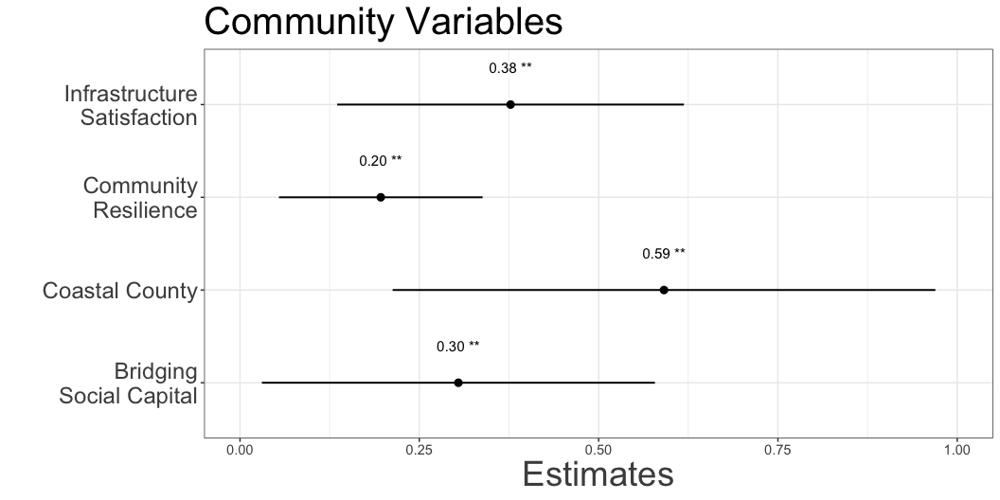 Community Variables
0.38 **
Infrastructure
Satisfaction
0.20 **
Community
Resilience
0.59 **
Coastal County
0.30 **
Bridging
Social Capital
0.00 0.25 0.50 0.75 1.00
Estimates